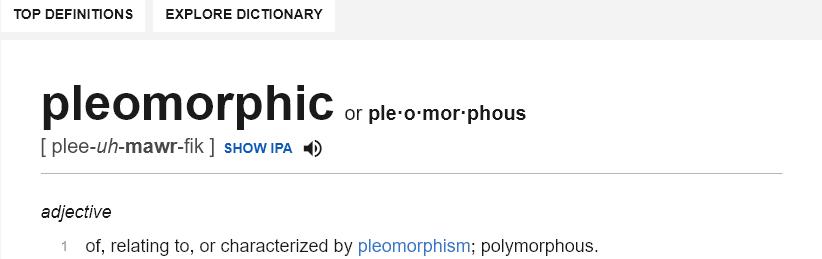 TOP DEFINITIONS EXPLORE DICTIONARY
pleomorphic or ple·o·mor·phous
[ plee-uh-mawr-fik ] SHOW IPA
adjective
1 of, relating to, or characterized by pleomorphism; polymorphous.